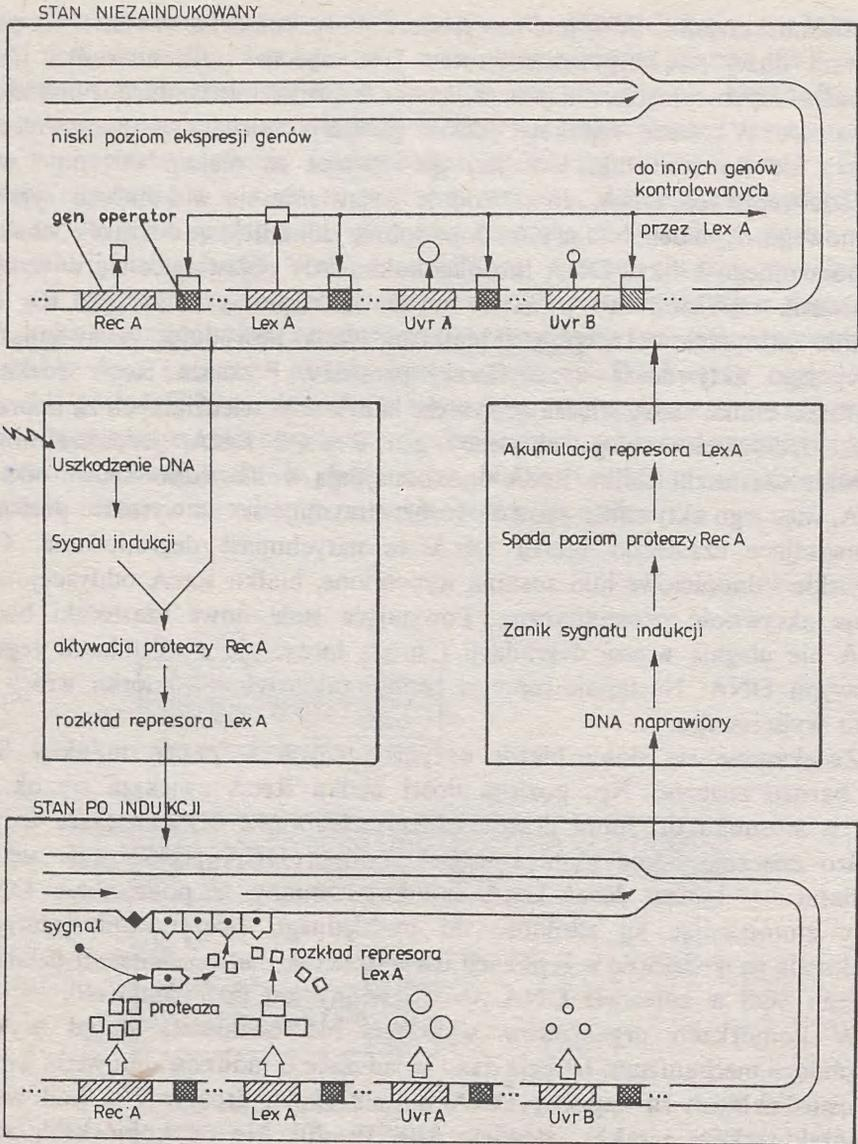 STAN NIEZAINDUKOWANY
niski poziom ekspresji genów
do innych genów
kontrolowanych
przez Lex A
gen operator
Rec A
Lex A
Uvr A
Uvr B
Uszkodzenie DNA
Sygnał indukcji
aktywacja proteazy Rec A
rozkład represora Lex A
Akumulacja represora Lex A
Spada poziom proteazy Rec A
Zanik sygnału indukcji
DNA naprawiony
STAN PO INDUKCJI
sygnał
rozkład represora
Lex A
proteaza
Rec A
Lex A
Uvr A
Uvr B